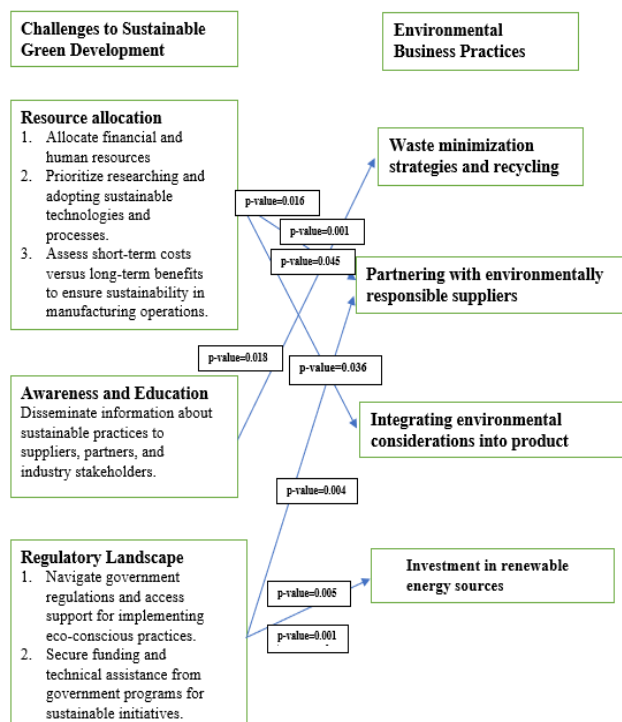 Challenges to Sustainable
Green Development
Environmental
Business Practices
Resource allocation
1. Allocate financial and
human resources
2. Prioritize researching and
adopting sustainable
technologies and
processes.
3. Assess short-term costs
versus long-term benefits
to ensure sustainability in
manufacturing operations.
Waste minimization
strategies and recycling
p-value=0.016
p-value=0.001
p-value=0.045
Partnering with environmentally
responsible suppliers
p-value=0.018
p-value=0.036
Awareness and Education
Disseminate information about
sustainable practices to
suppliers, partners, and
industry stakeholders.
Integrating environmental
considerations into product
p-value=0.004
Regulatory Landscape
1. Navigate government
regulations and access
support for implementing
eco-conscious practices.
2. Secure funding and
technical assistance from
government programs for
sustainable initiatives.
Investment in renewable
energy sources
p-value=0.005
p-value=0.001